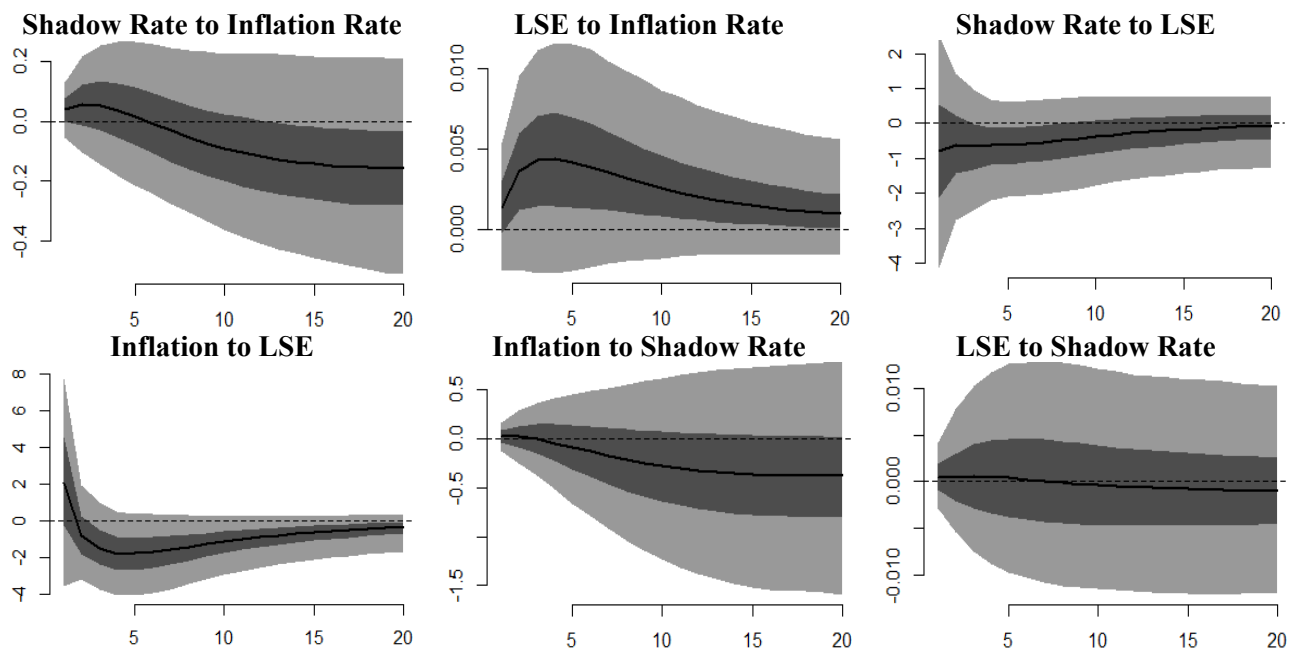 Shadow Rate to Inflation Rate
0.2
0.0
-0.2
-0.4
5 10 15 20
LSE to Inflation Rate
0.010
0.005
0.000
5 10 15 20
Shadow Rate to LSE
2
1
0
-1
-2
-3
-4
5 10 15 20
Inflation to LSE
8
6
4
2
0
-2
-4
5 10 15 20
Inflation to Shadow Rate
0.5
0.0
-0.5
-1.5
5 10 15 20
LSE to Shadow Rate
0.010
0.000
-0.010
5 10 15 20